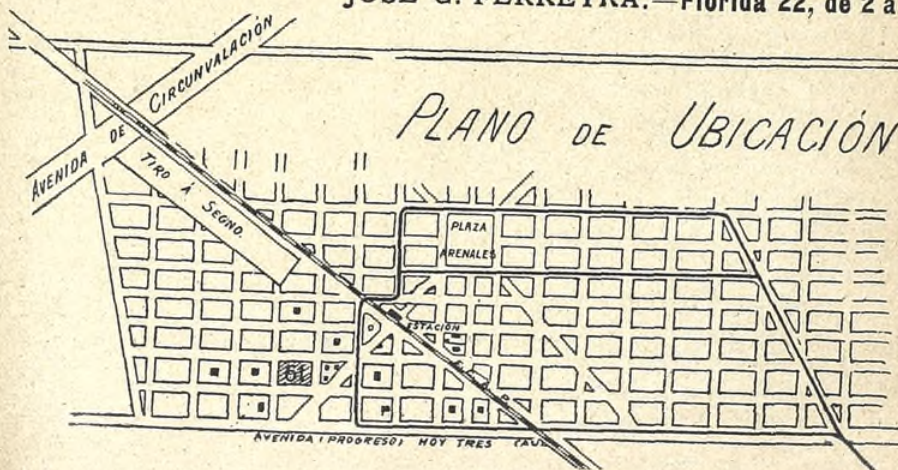 JOSÉ G. FERREYRA.—Florida 22, de 2 á
PLANO DE UBICACIÓN
AVENIDA DE CIRCUNVALACIÓN
TIRO Á SEGNO.
PLAZA
ARENALES
ESTACIÓN
61
AVENIDA (PROGRESO) HOY TRES CAU